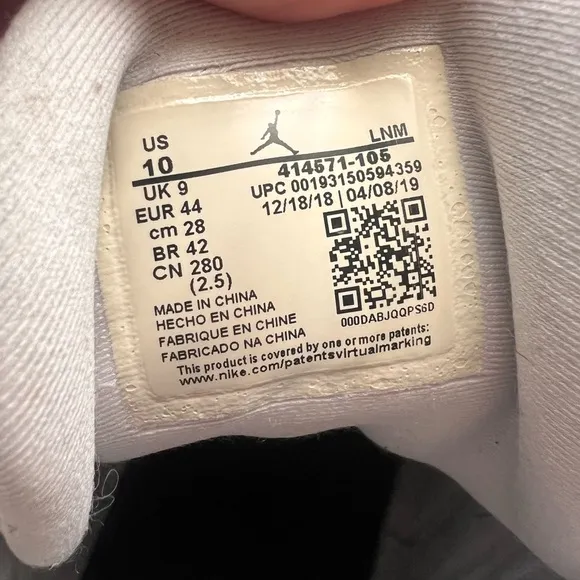 US
LNM
10
414571-105
UK 9
UPC 00193150594359
EUR 44
12/18/18 | 04/08/19
cm 28
BR 42
CN 280
(2.5)
000DABJQQPS6D
MADE IN CHINA
HECHO EN CHINA
FABRIQUE EN CHINE
FABRICADO NA CHINA
This product is covered by one or more patents:
www.nike.com/patentsvirtualmarking